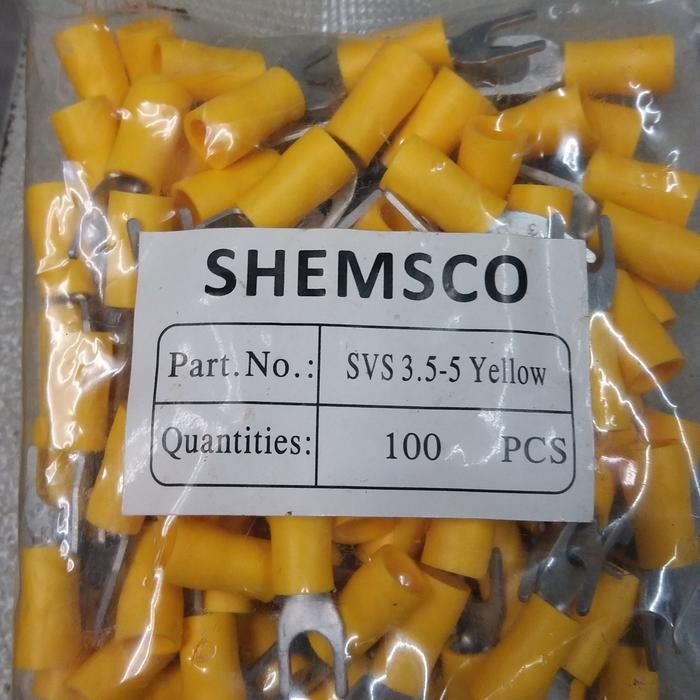 SHEMSCO
Part.No.: SVS 3.5-5 Yellow
Quantities: 100 PCS